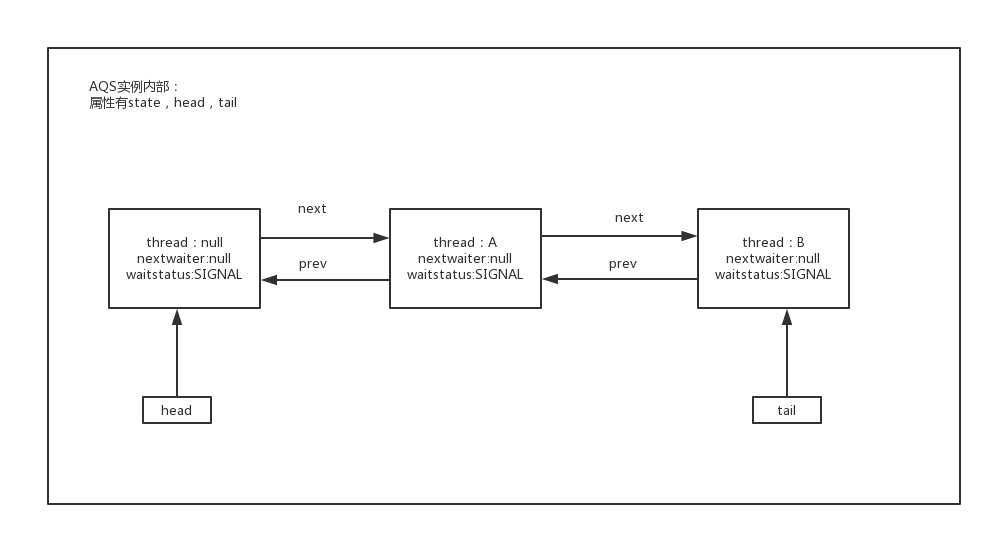 AQS实例内部：
属性有state，head，tail
next
next
thread：null
nextwaiter:null
waitstatus:SIGNAL
thread：A
nextwaiter:null
waitstatus:SIGNAL
thread：B
nextwaiter:null
waitstatus:SIGNAL
prev
prev
head
tail